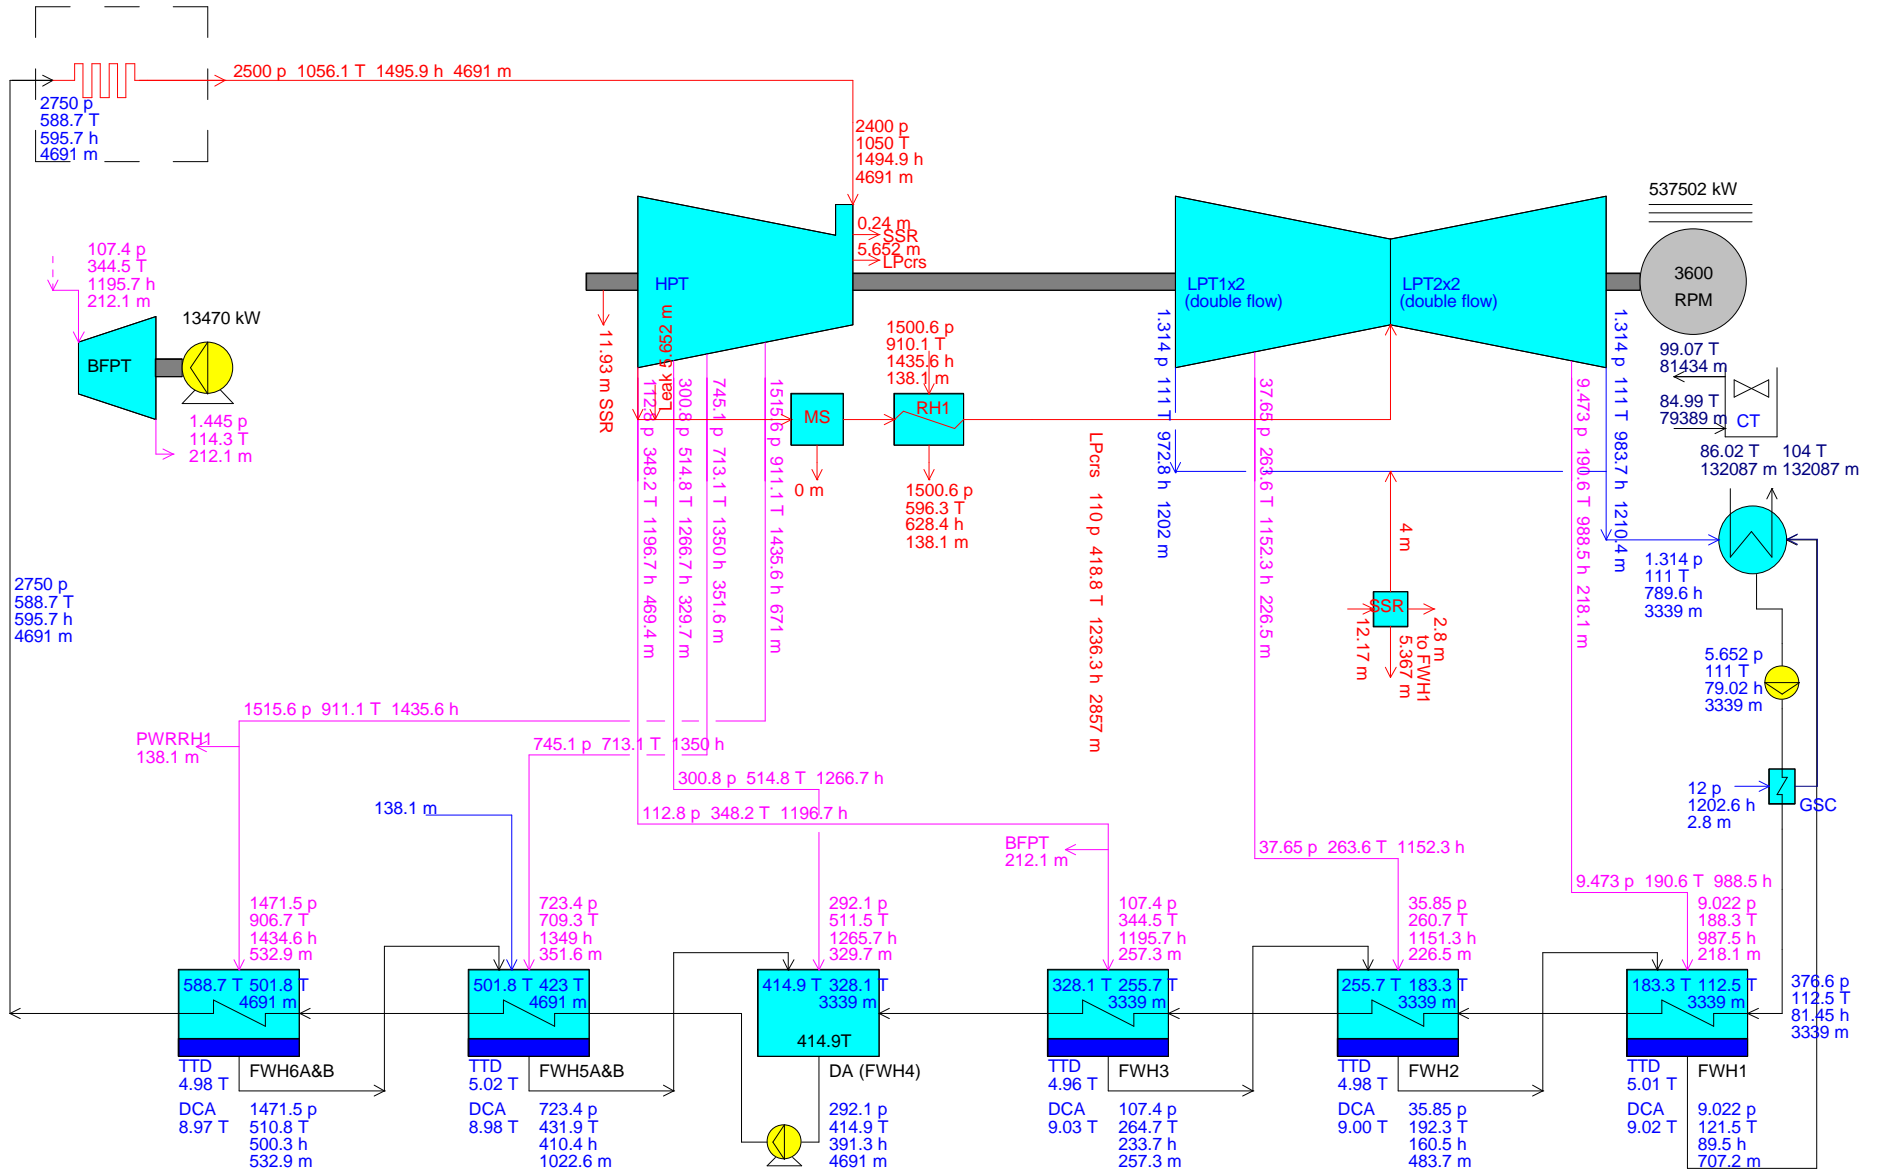 2500 p 1056.1 T 1495.9 h 4691 m
2750 p
588.7 T
595.7 h
4691 m
2400 p
1050 T
1494.9 h
4691 m
537502 kW
0.24 m
SSR
5.652 m
LPcrs
107.4 p
344.5 T
1195.7 h
212.1 m
HPT
LPT1x2
(double flow)
LPT2x2
(double flow)
3600
RPM
13470 kW
BFPT
1.445 p
114.3 T
212.1 m
11.93 m SSR
Leak 5.652 m
112.8 p 348.2 T 1196.7 h 469.4 m
300.8 p 514.8 T 1266.7 h 329.7 m
745.1 p 713.1 T 1350 h 351.6 m
1515.6 p 911.1 T 1435.6 h 671 m
1500.6 p
910.1 T
1435.6 h
138.1 m
MS
RH1
0 m
1500.6 p
596.3 T
628.4 h
138.1 m
LPcrs 110 p 418.8 T 1236.3 h 2857 m
1.314 p 111 T 972.8 h 1202 m
37.65 p 263.6 T 1152.3 h 226.5 m
9.473 p 190.6 T 988.5 h 218.1 m
1.314 p 111 T 983.7 h 1210.4 m
99.07 T
81434 m
84.99 T
79389 m
CT
86.02 T 104 T
132087 m 132087 m
4 m
SSR
12.17 m
2.8 m
to FWH1
5.367 m
1.314 p
111 T
789.6 h
3339 m
2750 p
588.7 T
595.7 h
4691 m
5.652 p
111 T
79.02 h
3339 m
1515.6 p 911.1 T 1435.6 h
PWRRH1
138.1 m
745.1 p 713.1 T 1350 h
300.8 p 514.8 T 1266.7 h
112.8 p 348.2 T 1196.7 h
138.1 m
12 p
1202.6 h
2.8 m
GSC
BFPT
212.1 m
37.65 p 263.6 T 1152.3 h
9.473 p 190.6 T 988.5 h
1471.5 p
906.7 T
1434.6 h
532.9 m
723.4 p
709.3 T
1349 h
351.6 m
292.1 p
511.5 T
1265.7 h
329.7 m
107.4 p
344.5 T
1195.7 h
257.3 m
35.85 p
260.7 T
1151.3 h
226.5 m
9.022 p
188.3 T
987.5 h
218.1 m
588.7 T 501.8 T
4691 m
501.8 T 423 T
4691 m
414.9 T 328.1 T
3339 m
414.9T
328.1 T 255.7 T
3339 m
255.7 T 183.3 T
3339 m
183.3 T 112.5 T
3339 m
376.6 p
112.5 T
81.45 h
3339 m
TTD
4.98 T
FWH6A&B
DCA
8.97 T
1471.5 p
510.8 T
500.3 h
532.9 m
TTD
5.02 T
FWH5A&B
DCA
8.98 T
723.4 p
431.9 T
410.4 h
1022.6 m
DA (FWH4)
292.1 p
414.9 T
391.3 h
4691 m
TTD
4.96 T
FWH3
DCA
9.03 T
107.4 p
264.7 T
233.7 h
257.3 m
TTD
4.98 T
FWH2
DCA
9.00 T
35.85 p
192.3 T
160.5 h
483.7 m
TTD
5.01 T
FWH1
DCA
9.02 T
9.022 p
121.5 T
89.5 h
707.2 m